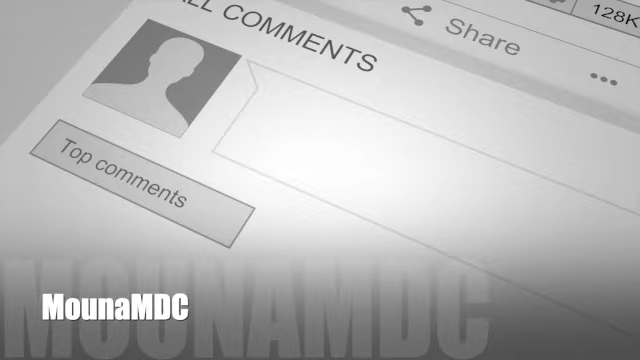 ALL COMMENTS
Share
128K
Top comments
MounaMDC
MOUNAMDC